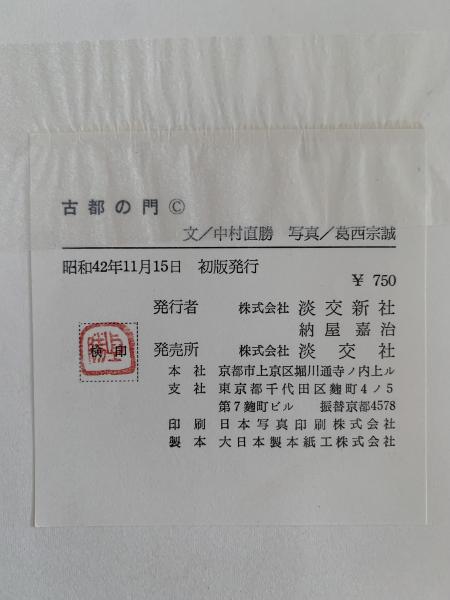 古都の門 ©
文／中村直勝 写真／葛西宗誠
昭和42年11月15日 初版発行
¥ 750
発行者 株式会社 淡交新社
納屋嘉治
検印 発売所 株式会社 淡交社
本社 京都市上京区堀川通寺ノ内上ル
支社 東京都千代田区麴町4ノ5
第7麴町ビル 振替京都4578
印刷 日本写真印刷株式会社
製本 大日本製本紙工株式会社